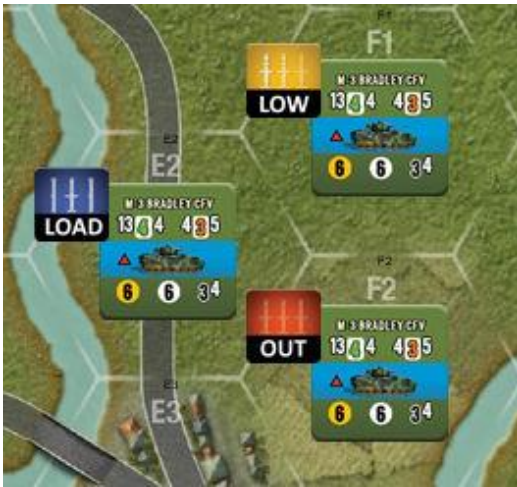 F1
F1
LOW
M-3 BRADLEY CFV
13 4 4 4 3 5
6 6 3 4
E2
E2
LOAD
M-3 BRADLEY CFV
13 4 4 4 3 5
6 6 3 4
F2
F2
OUT
M-3 BRADLEY CFV
13 4 4 4 3 5
6 6 3 4
E3
E3